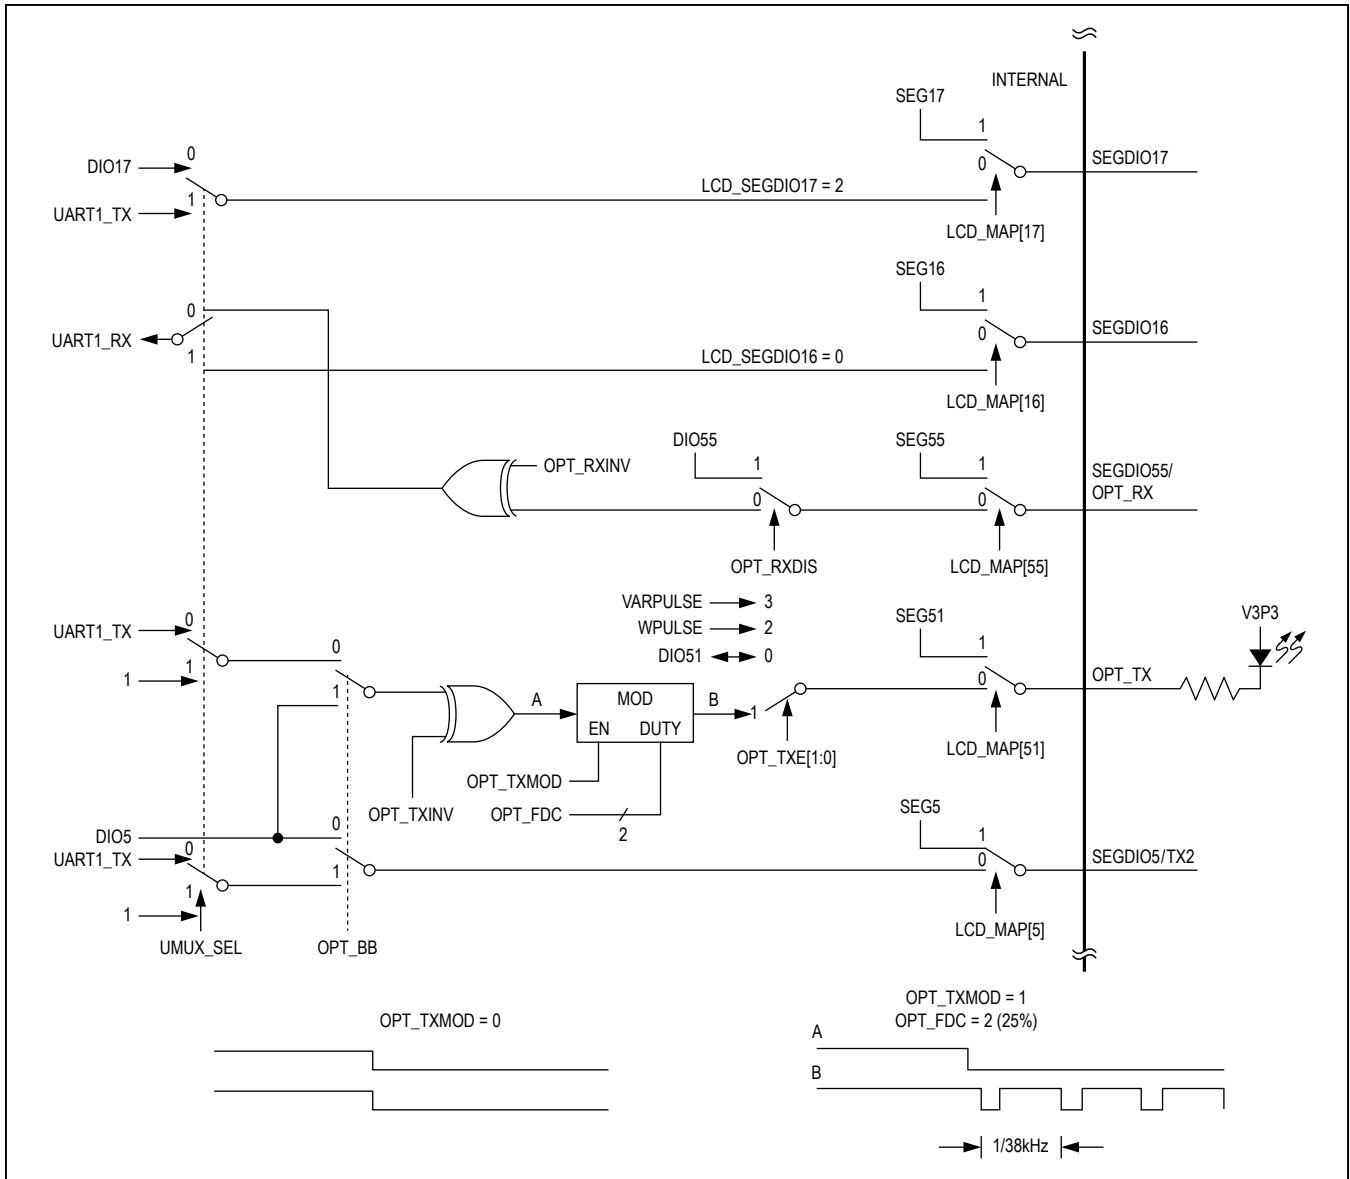 INTERNAL
SEG17
1
0
DIO17
0
SEGDIO17
LCD_SEGDIO17 = 2
1
UART1_TX
LCD_MAP[17]
SEG16
1
0
UART1_RX
0
SEGDIO16
1
LCD_SEGDIO16 = 0
LCD_MAP[16]
DIO55
SEG55
1
1
OPT_RXINV
SEGDIO55/
OPT_RX
0
0
OPT_RXDIS
LCD_MAP[55]
VARPULSE
3
WPULSE
2
DIO51
0
SEG51
V3P3
UART1_TX
0
0
1
1
1
1
0
OPT_TX
A
MOD
EN DUTY
B
1
OPT_TXE[1:0]
LCD_MAP[51]
OPT_TXMOD
OPT_TXINV
OPT_FDC
2
SEG5
DIO5
0
1
UART1_TX
0
0
SEGDIO5/TX2
1
1
1
UMUX_SEL
OPT_BB
LCD_MAP[5]
OPT_TXMOD = 0
OPT_TXMOD = 1
OPT_FDC = 2 (25%)
A
B
1/38kHz